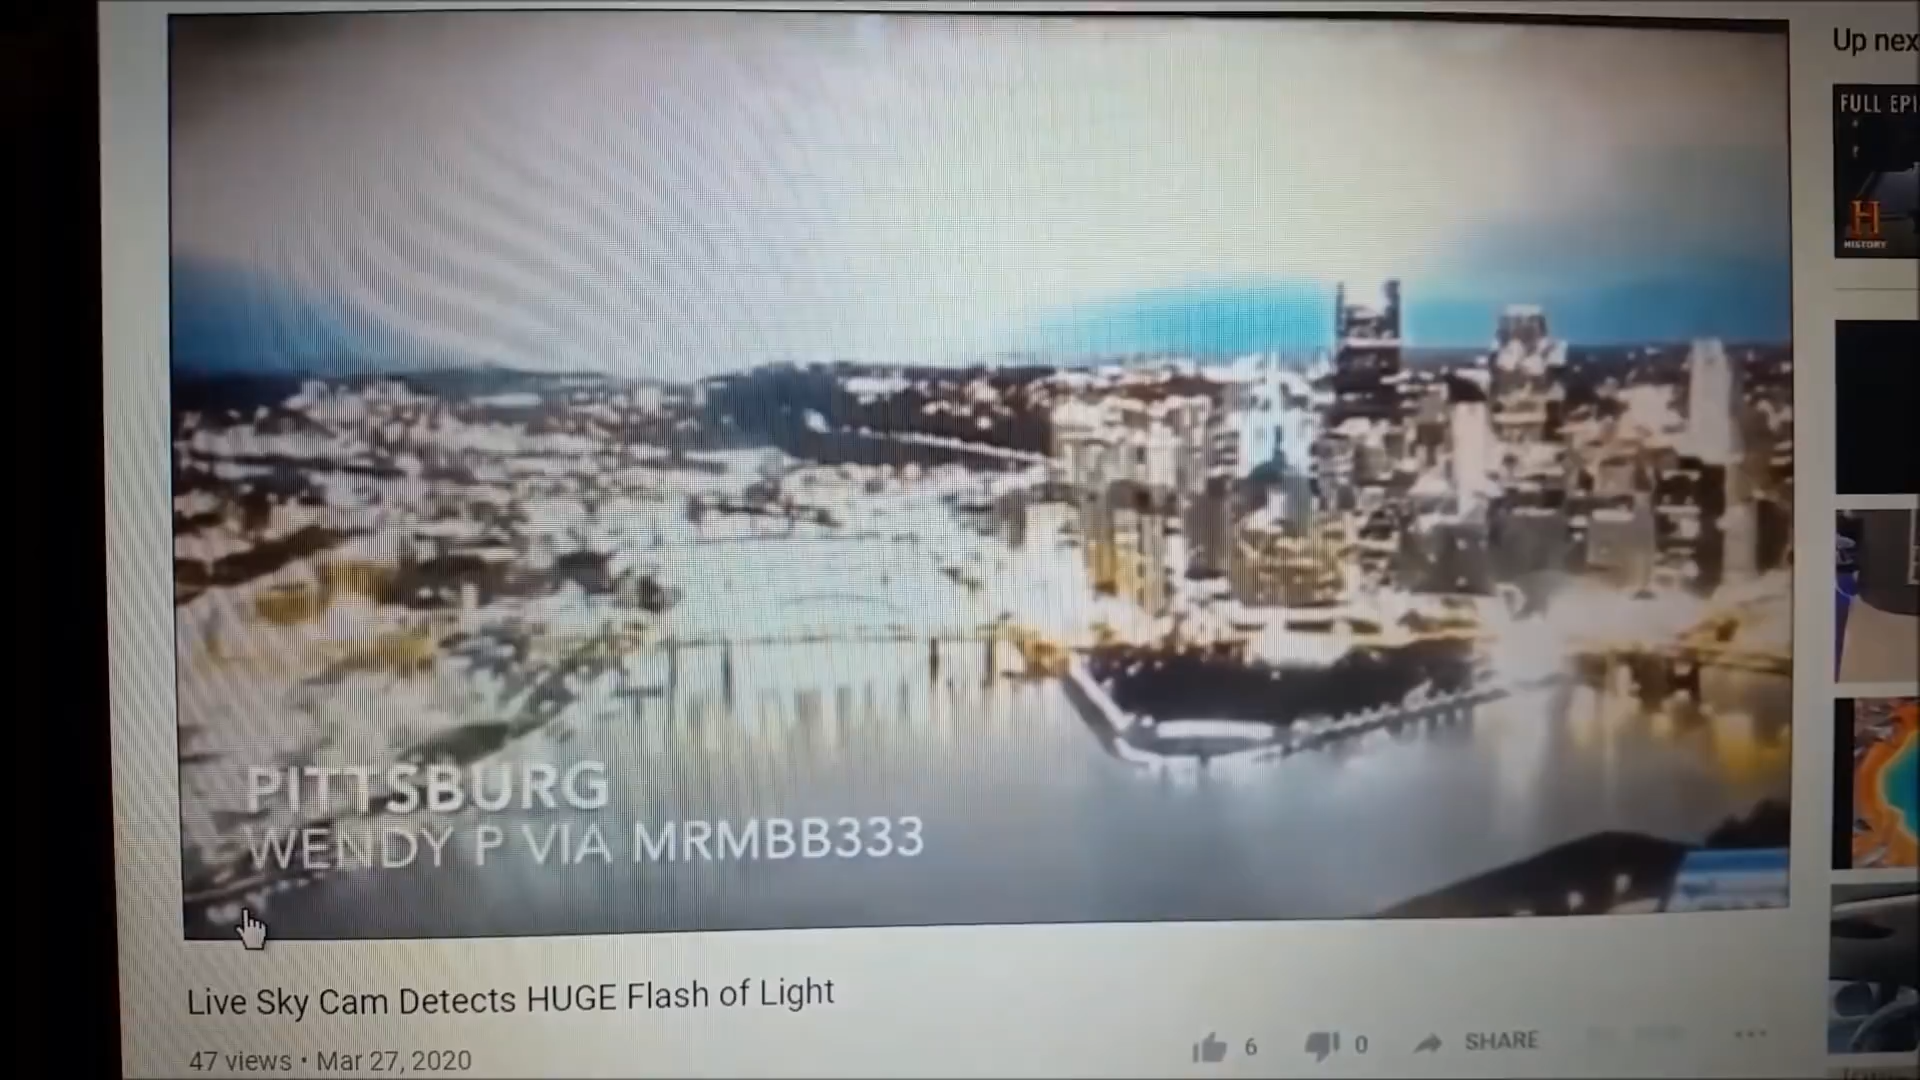 Up nex
FULL EPI
H
HISTORY
PITTSBURG
WENDY P VIA MRMBB333
Live Sky Cam Detects HUGE Flash of Light
47 views • Mar 27, 2020
6
0
SHARE